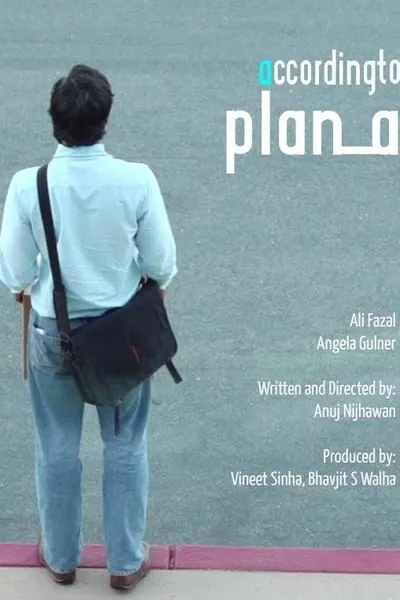 accordingto
plan_a
Ali Fazal
Angela Gulner
Written and Directed by:
Anuj Nijhawan
Produced by:
Vineet Sinha, Bhavjit S Walha